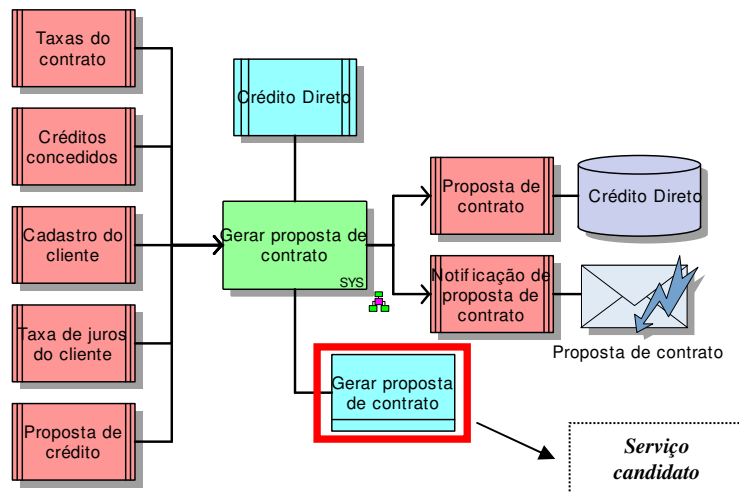 Taxas do
contrato
Créditos
concedidos
Cadastro do
cliente
Taxa de juros
do cliente
Proposta de
crédito
Crédito Direto
Gerar proposta de
contrato
SYS
Proposta de
contrato
Crédito Direto
Notificação de
proposta de
contrato
Proposta de contrato
Gerar proposta
de contrato
Serviço
candidato